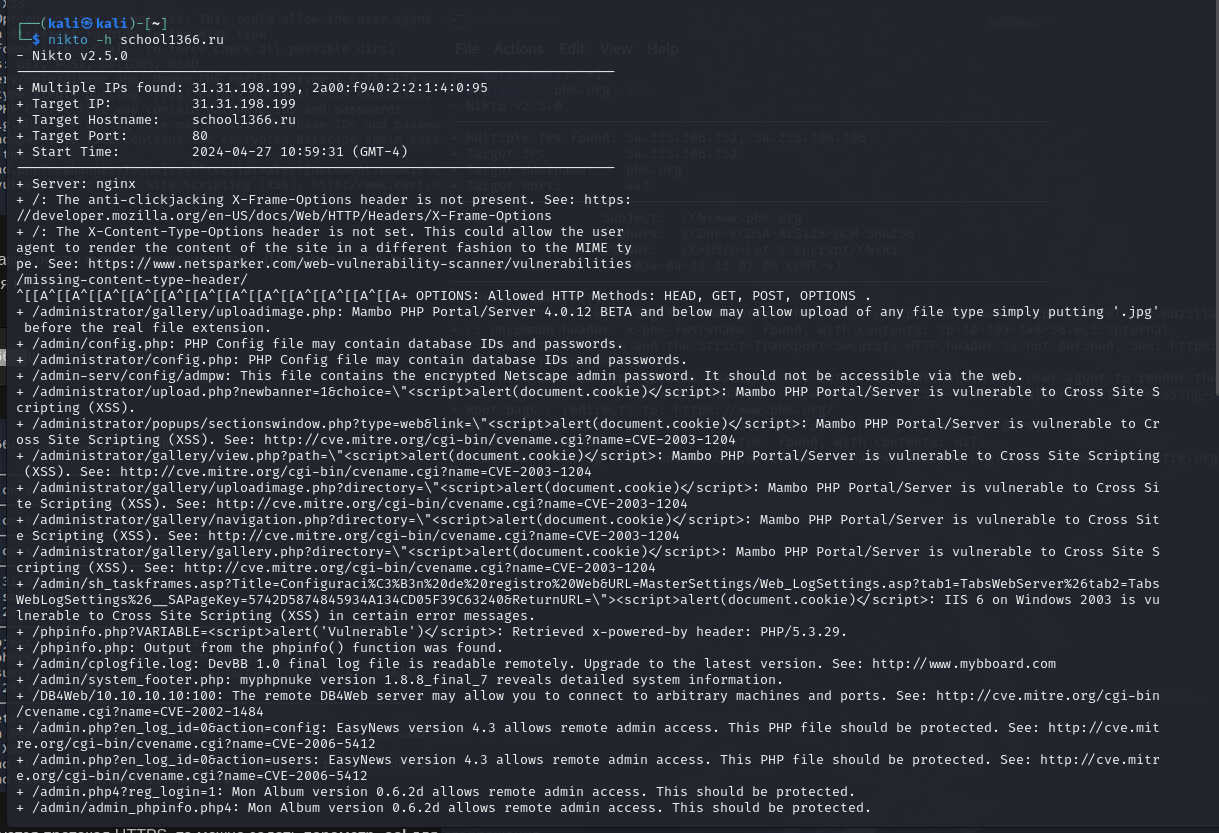 ┌──(kali㉿kali)-[~]
└─$ nikto -h school1366.ru
- Nikto v2.5.0
---------------------------------------------------------------------------
+ Multiple IPs found: 31.31.198.199, 2a00:f940:2:2:1:4:0:95
+ Target IP: 31.31.198.199
+ Target Hostname: school1366.ru
+ Target Port: 80
+ Start Time: 2024-04-27 10:59:31 (GMT-4)
---------------------------------------------------------------------------
+ Server: nginx
+ /: The anti-clickjacking X-Frame-Options header is not present. See: https:
//developer.mozilla.org/en-US/docs/Web/HTTP/Headers/X-Frame-Options
+ /: The X-Content-Type-Options header is not set. This could allow the user
agent to render the content of the site in a different fashion to the MIME ty
pe. See: https://www.netsparker.com/web-vulnerability-scanner/vulnerabilities
/missing-content-type-header/
^[[A^[[A^[[A^[[A^[[A^[[A^[[A^[[A^[[A^[[A^[[A^[[A+ OPTIONS: Allowed HTTP Methods: HEAD, GET, POST, OPTIONS .
+ /administrator/gallery/uploadimage.php: Mambo PHP Portal/Server 4.0.12 BETA and below may allow upload of any file type simply putting '.jpg'
before the real file extension.
+ /admin/config.php: PHP Config file may contain database IDs and passwords.
+ /administrator/config.php: PHP Config file may contain database IDs and passwords.
+ /admin-serv/config/admpw: This file contains the encrypted Netscape admin password. It should not be accessible via the web.
+ /administrator/upload.php?newbanner=1&choice=\"<script>alert(document.cookie)</script>: Mambo PHP Portal/Server is vulnerable to Cross Site S
cripting (XSS).
+ /administrator/popups/sectionswindow.php?type=web&link=\"<script>alert(document.cookie)</script>: Mambo PHP Portal/Server is vulnerable to Cr
oss Site Scripting (XSS). See: http://cve.mitre.org/cgi-bin/cvename.cgi?name=CVE-2003-1204
+ /administrator/gallery/view.php?path=\"<script>alert(document.cookie)</script>: Mambo PHP Portal/Server is vulnerable to Cross Site Scripting
(XSS). See: http://cve.mitre.org/cgi-bin/cvename.cgi?name=CVE-2003-1204
+ /administrator/gallery/uploadimage.php?directory=\"<script>alert(document.cookie)</script>: Mambo PHP Portal/Server is vulnerable to Cross Si
te Scripting (XSS). See: http://cve.mitre.org/cgi-bin/cvename.cgi?name=CVE-2003-1204
+ /administrator/gallery/navigation.php?directory=\"<script>alert(document.cookie)</script>: Mambo PHP Portal/Server is vulnerable to Cross Sit
e Scripting (XSS). See: http://cve.mitre.org/cgi-bin/cvename.cgi?name=CVE-2003-1204
+ /administrator/gallery/gallery.php?directory=\"<script>alert(document.cookie)</script>: Mambo PHP Portal/Server is vulnerable to Cross Site S
cripting (XSS). See: http://cve.mitre.org/cgi-bin/cvename.cgi?name=CVE-2003-1204
+ /admin/sh_taskframes.asp?Title=Configuraci%C3%B3n%20de%20registro%20Web&URL=MasterSettings/Web_LogSettings.asp?tab1=TabsWebServer%26tab2=Tabs
WebLogSettings%26__SAPageKey=5742D5874845934A134CD05F39C63240&ReturnURL=\"><script>alert(document.cookie)</script>: IIS 6 on Windows 2003 is vu
lnerable to Cross Site Scripting (XSS) in certain error messages.
+ /phpinfo.php?VARIABLE=<script>alert('Vulnerable')</script>: Retrieved x-powered-by header: PHP/5.3.29.
+ /phpinfo.php: Output from the phpinfo() function was found.
+ /admin/cplogfile.log: DevBB 1.0 final log file is readable remotely. Upgrade to the latest version. See: http://www.mybboard.com
+ /admin/system_footer.php: myphpnuke version 1.8.8_final_7 reveals detailed system information.
+ /DB4Web/10.10.10.10:100: The remote DB4Web server may allow you to connect to arbitrary machines and ports. See: http://cve.mitre.org/cgi-bin
/cvename.cgi?name=CVE-2002-1484
+ /admin.php?en_log_id=0&action=config: EasyNews version 4.3 allows remote admin access. This PHP file should be protected. See: http://cve.mit
re.org/cgi-bin/cvename.cgi?name=CVE-2006-5412
+ /admin.php?en_log_id=0&action=users: EasyNews version 4.3 allows remote admin access. This PHP file should be protected. See: http://cve.mitr
e.org/cgi-bin/cvename.cgi?name=CVE-2006-5412
+ /admin.php4?reg_login=1: Mon Album version 0.6.2d allows remote admin access. This should be protected.
+ /admin/admin_phpinfo.php4: Mon Album version 0.6.2d allows remote admin access. This should be protected.